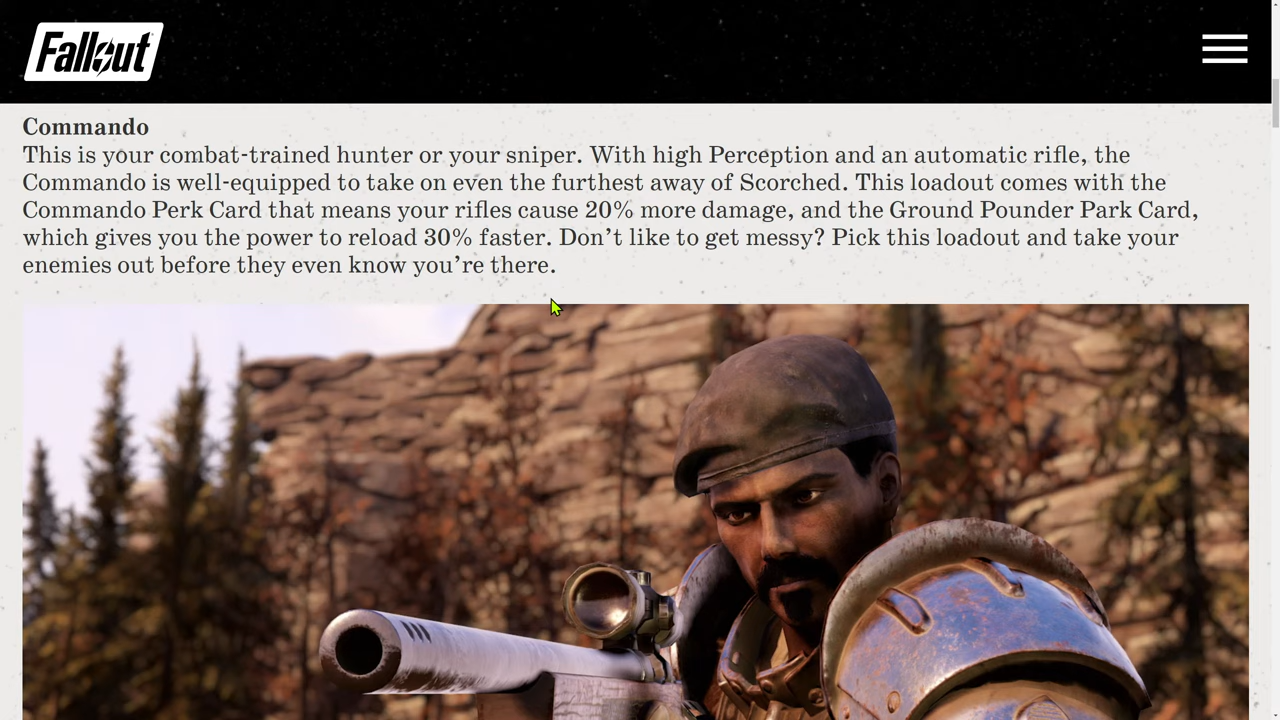 Fallout
Commando
This is your combat-trained hunter or your sniper. With high Perception and an automatic rifle, the
Commando is well-equipped to take on even the furthest away of Scorched. This loadout comes with the
Commando Perk Card that means your rifles cause 20% more damage, and the Ground Pounder Park Card,
which gives you the power to reload 30% faster. Don’t like to get messy? Pick this loadout and take your
enemies out before they even know you’re there.